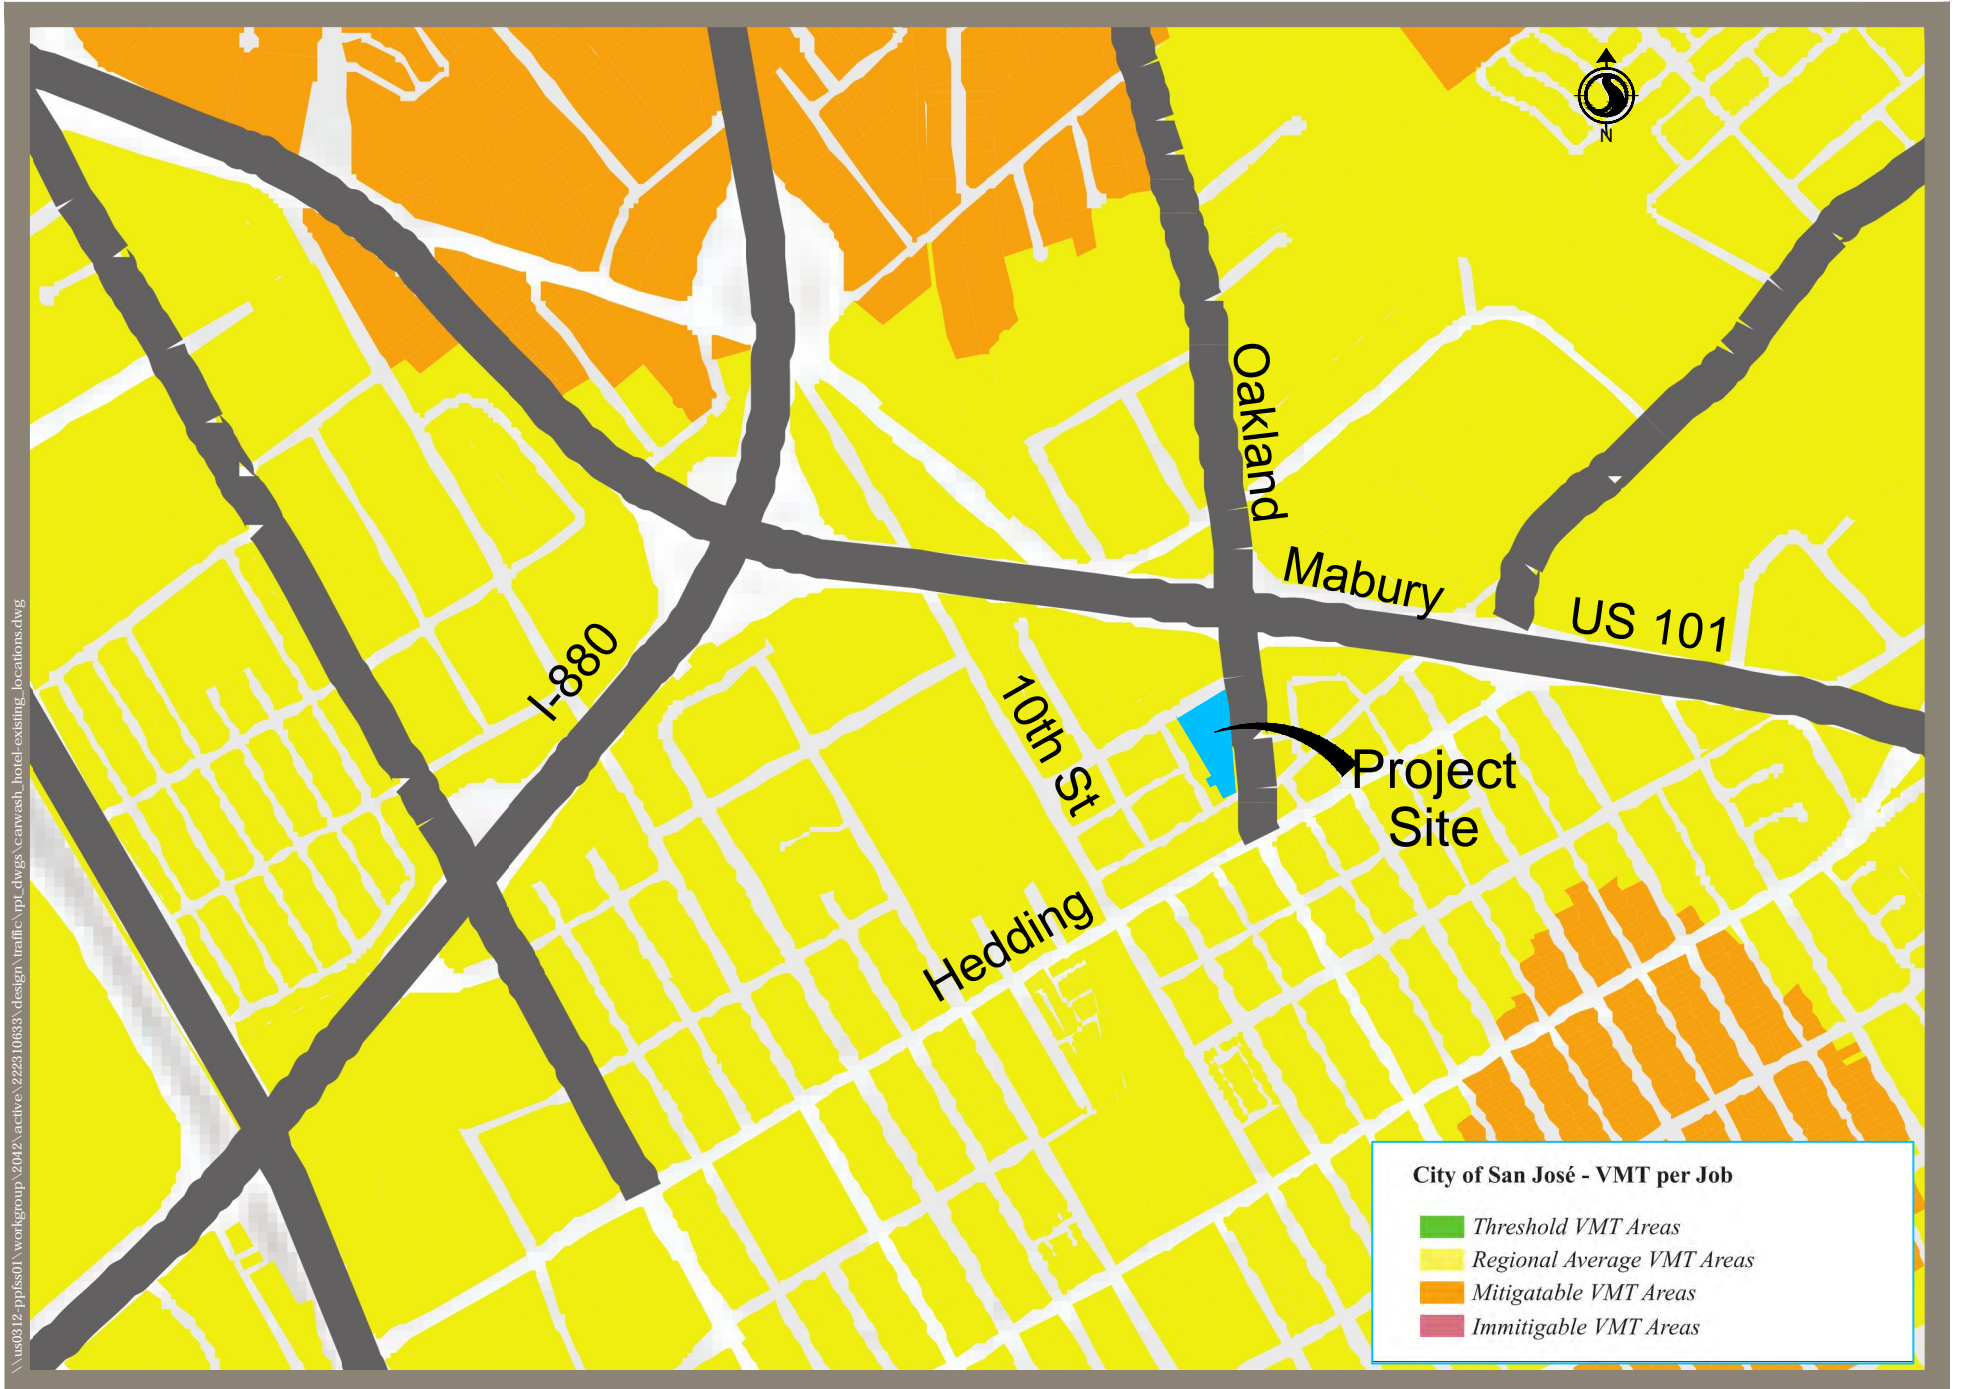 N
Oakland
Mabury
US 101
I-880
10th St
Project
Site
Hedding
City of San José - VMT per Job
Threshold VMT Areas
Regional Average VMT Areas
Mitigatable VMT Areas
Immitigable VMT Areas
\\us0312-ppfss01\workgroup\2042\active\222310633\design\traffic\rpt_dwgs\carwash_hotel-existing_locations.dwg